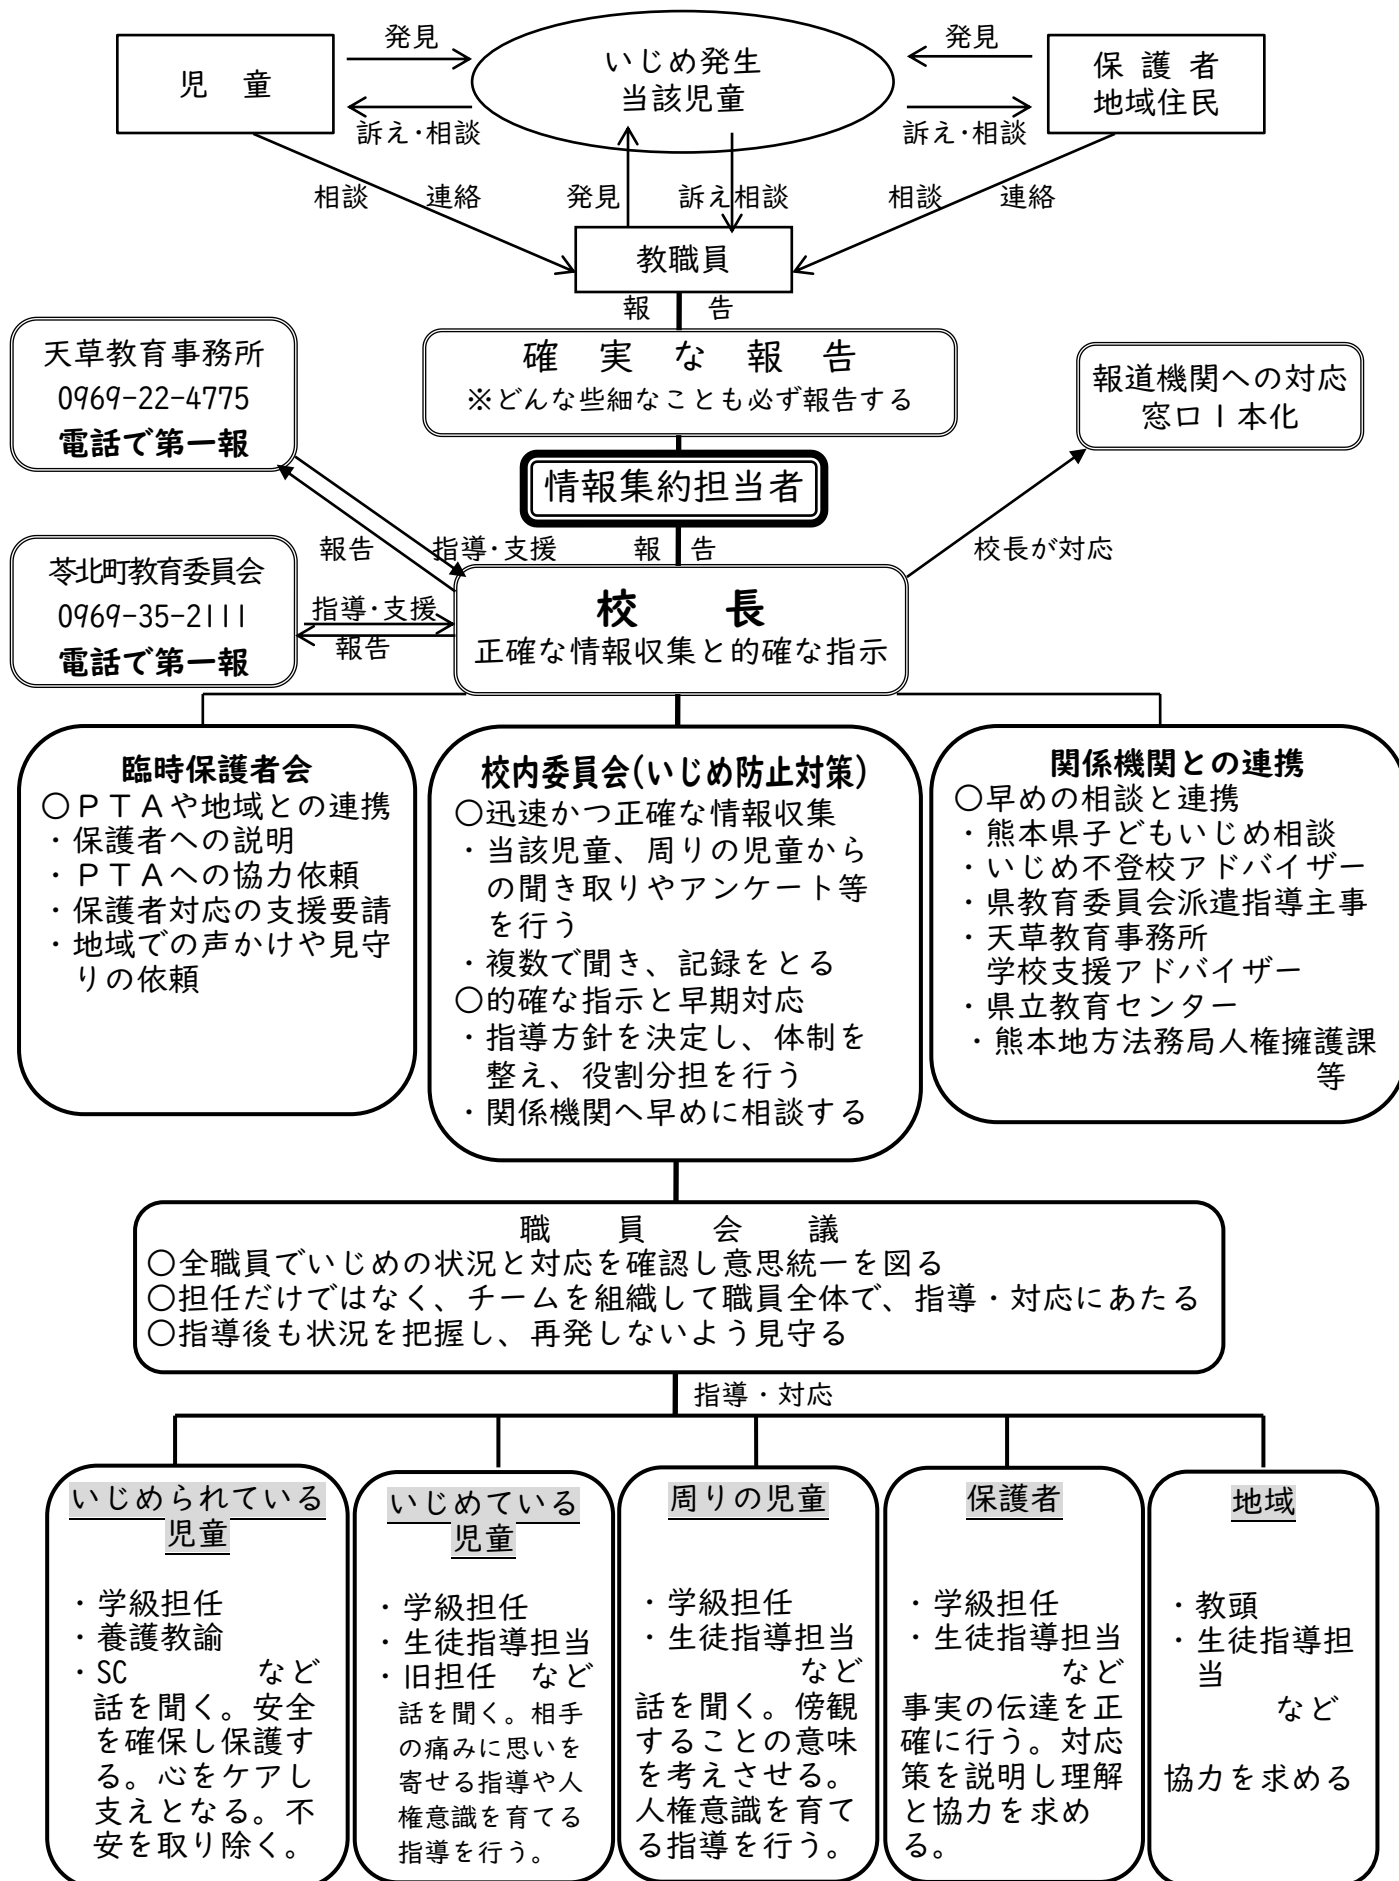 発見
発見
児　童
いじめ発生
当該児童
保 護 者
地域住民
訴え・相談
訴え・相談
相談　連絡
発見
訴え相談
相談　連絡
教職員
報　告
天草教育事務所
0969-22-4775
電話で第一報
確　実　な　報　告
※どんな些細なことも必ず報告する
報道機関への対応
窓口１本化
情報集約担当者
報告
指導・支援
報　告
校長が対応
苓北町教育委員会
0969-35-2111
電話で第一報
指導・支援
報告
校　　長
正確な情報収集と的確な指示
臨時保護者会
○ＰＴＡや地域との連携
・保護者への説明
・ＰＴＡへの協力依頼
・保護者対応の支援要請
・地域での声かけや見守
りの依頼
校内委員会(いじめ防止対策)
○迅速かつ正確な情報収集
・当該児童、周りの児童から
の聞き取りやアンケート等
を行う
・複数で聞き、記録をとる
○的確な指示と早期対応
・指導方針を決定し、体制を
整え、役割分担を行う
・関係機関へ早めに相談する
関係機関との連携
○早めの相談と連携
・熊本県子どもいじめ相談
・いじめ不登校アドバイザー
・県教育委員会派遣指導主事
・天草教育事務所
学校支援アドバイザー
・県立教育センター
・熊本地方法務局人権擁護課
等
職　員　会　議
○全職員でいじめの状況と対応を確認し意思統一を図る
○担任だけではなく、チームを組織して職員全体で、指導・対応にあたる
○指導後も状況を把握し、再発しないよう見守る
指導・対応
いじめられている
児童
・学級担任
・養護教諭
・SC　　　　など
話を聞く。安全
を確保し保護す
る。心をケアし
支えとなる。不
安を取り除く。
いじめている
児童
・学級担任
・生徒指導担当
・旧担任　など
話を聞く。相手
の痛みに思いを
寄せる指導や人
権意識を育てる
指導を行う。
周りの児童
・学級担任
・生徒指導担当
など
話を聞く。傍観
することの意味
を考えさせる。
人権意識を育て
る指導を行う。
保護者
・学級担任
・生徒指導担当
など
事実の伝達を正
確に行う。対応
策を説明し理解
と協力を求め
る。
地域
・教頭
・生徒指導担
当
など
協力を求める